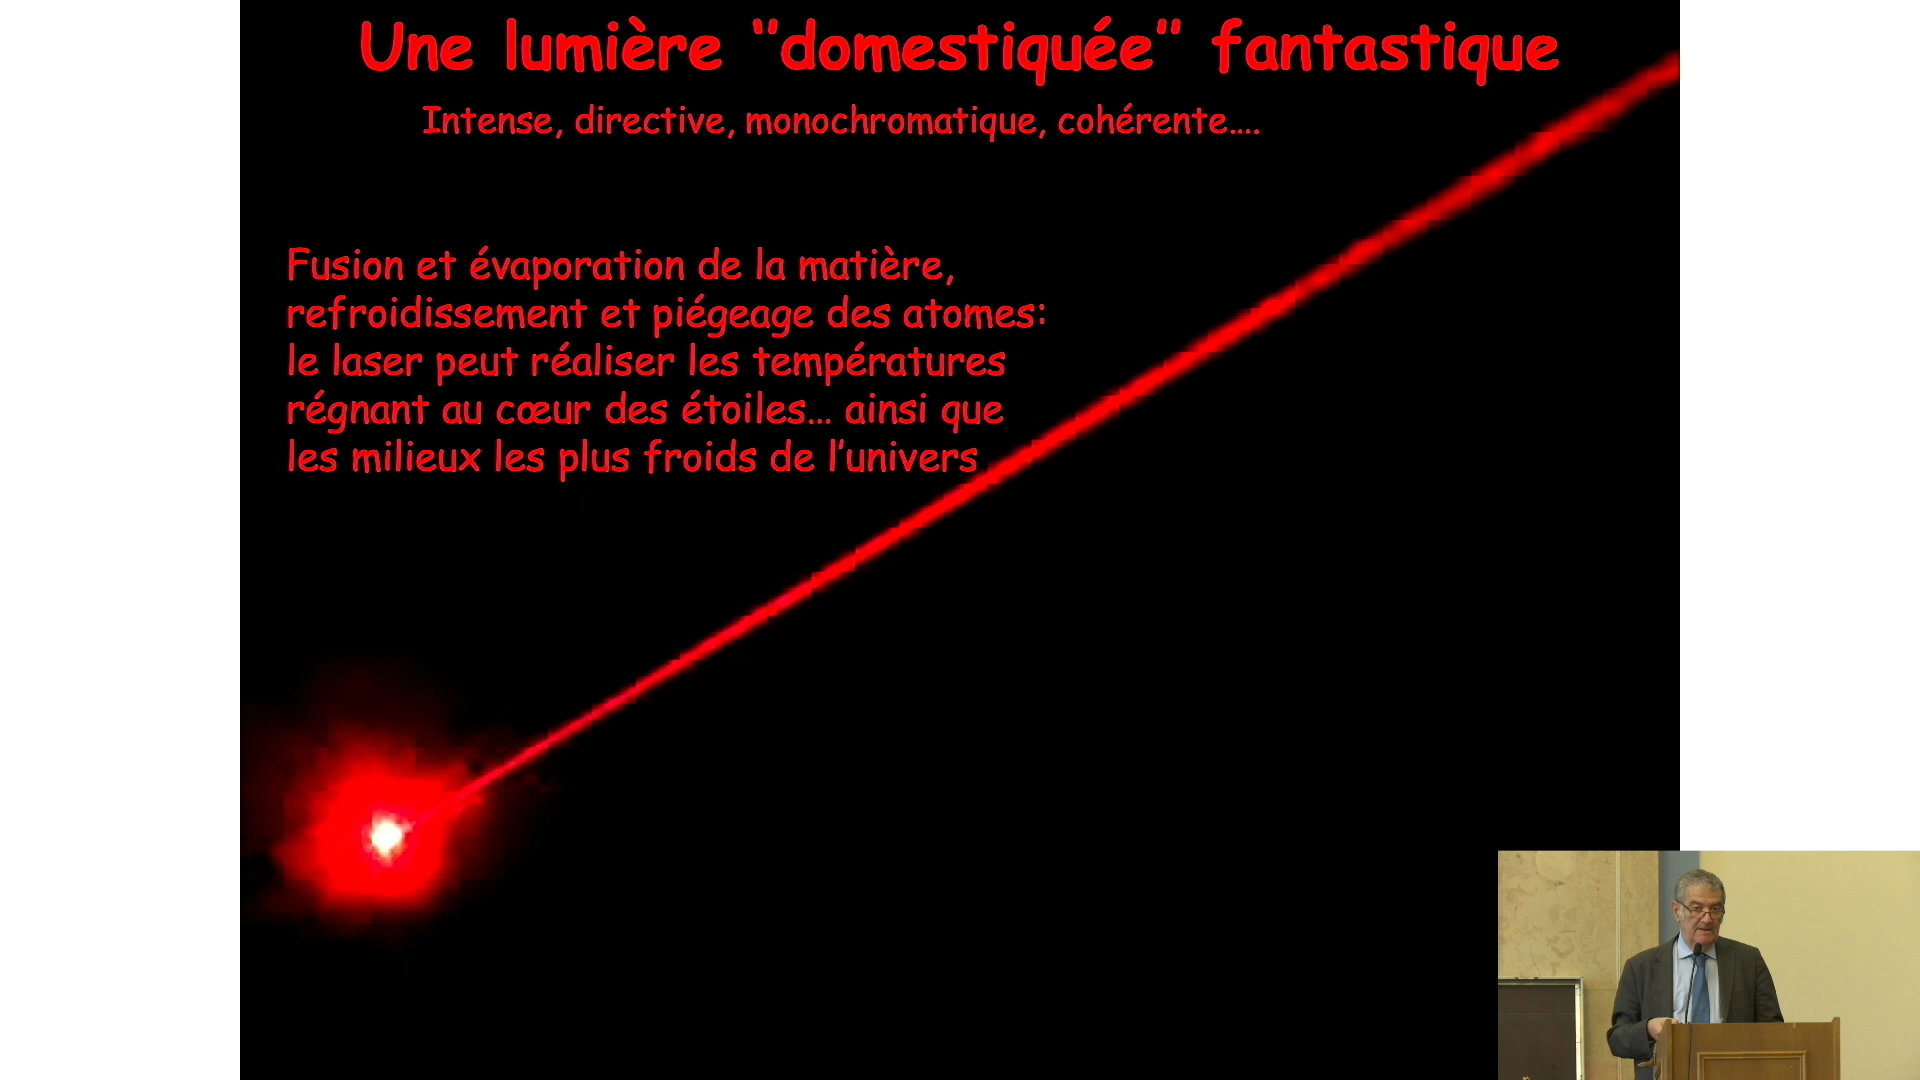 Une lumière "domestiquée" fantastique
Intense, directive, monochromatique, cohérente....
Fusion et évaporation de la matière,
refroidissement et piégeage des atomes:
le laser peut réaliser les températures
régnant au cœur des étoiles... ainsi que
les milieux les plus froids de l'univers